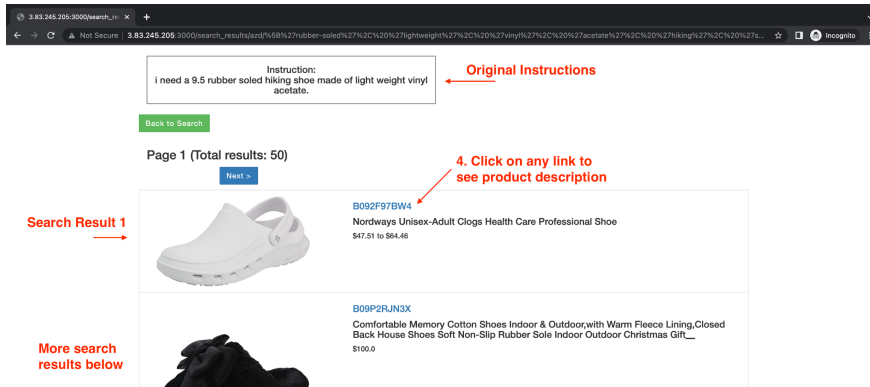 3.83.245.205:3000/search_re
Not Secure
3.83.245.205:3000/search_results/azd/%5B%27rubber-soled%27%2C%20%27lightweight%27%2C%20%27vinyl%27%2C%20%27acetate%27%2C%20%27hiking%27%2C%20%27s...
Incognito
Instruction:
i need a 9.5 rubber soled hiking shoe made of light weight vinyl
acetate.
Original Instructions
Back to Search
Page 1 (Total results: 50)
Next >
4. Click on any link to
see product description
Search Result 1
B092F97BW4
Nordways Unisex-Adult Clogs Health Care Professional Shoe
$47.51 to $64.46
B09P2RJN3X
Comfortable Memory Cotton Shoes Indoor & Outdoor,with Warm Fleece Lining,Closed
Back House Shoes Soft Non-Slip Rubber Sole Indoor Outdoor Christmas Gift__
$100.0
More search
results below